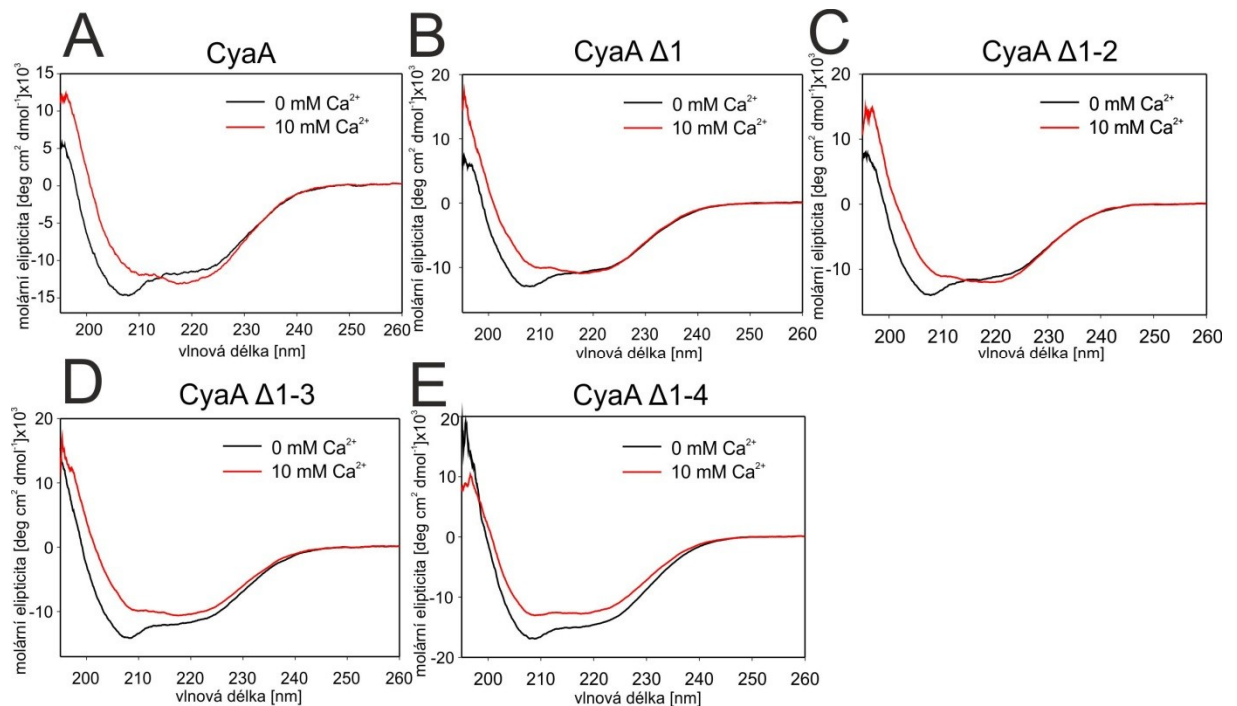 A
CyaA
molární elipticita [deg cm² dmol⁻¹]x10³
15
10
5
0
-5
-10
-15
0 mM Ca²⁺
10 mM Ca²⁺
200 210 220 230 240 250 260
vlnová délka [nm]
B
CyaA Δ1
molární elipticita [deg cm² dmol⁻¹]x10³
20
10
0
-10
0 mM Ca²⁺
10 mM Ca²⁺
200 210 220 230 240 250 260
vlnová délka [nm]
C
CyaA Δ1-2
molární elipticita [deg cm² dmol⁻¹]x10³
20
10
0
-10
0 mM Ca²⁺
10 mM Ca²⁺
200 210 220 230 240 250 260
vlnová délka [nm]
D
CyaA Δ1-3
molární elipticita [deg cm² dmol⁻¹]x10³
20
10
0
-10
0 mM Ca²⁺
10 mM Ca²⁺
200 210 220 230 240 250 260
vlnová délka [nm]
E
CyaA Δ1-4
molární elipticita [deg cm² dmol⁻¹]x10³
20
20
10
0
-10
-20
0 mM Ca²⁺
10 mM Ca²⁺
200 210 220 230 240 250 260
vlnová délka [nm]